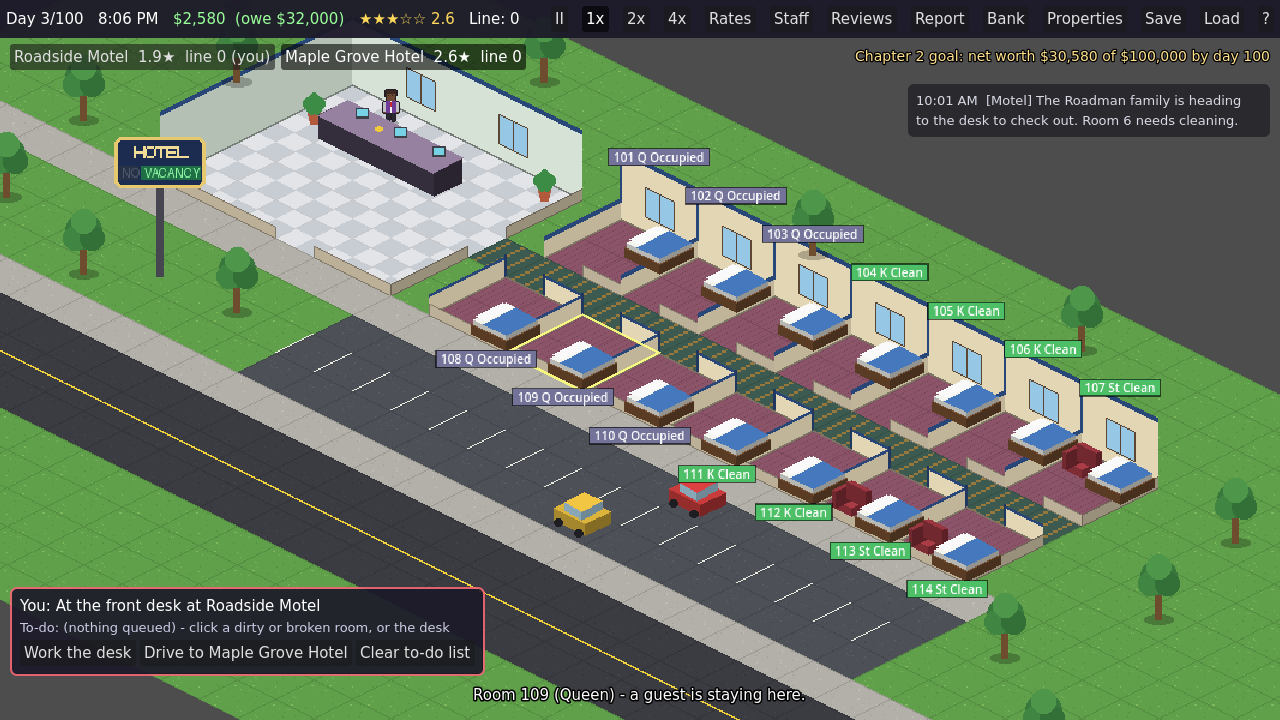 Day 3/100 8:06 PM $2,580 (owe $32,000) ★★★☆☆ 2.6 Line: 0 II 1x 2x 4x Rates Staff Reviews Report Bank Properties Save Load ?
Roadside Motel 1.9★ line 0 (you) Maple Grove Hotel 2.6★ line 0
Chapter 2 goal: net worth $30,580 of $100,000 by day 100
10:01 AM [Motel] The Roadman family is heading
to the desk to check out. Room 6 needs cleaning.
HOTEL
NO VACANCY
101 Q Occupied
102 Q Occupied
103 Q Occupied
104 K Clean
105 K Clean
106 K Clean
107 St Clean
108 Q Occupied
109 Q Occupied
110 Q Occupied
111 K Clean
112 K Clean
113 St Clean
114 St Clean
You: At the front desk at Roadside Motel
To-do: (nothing queued) - click a dirty or broken room, or the desk
Work the desk Drive to Maple Grove Hotel Clear to-do list
Room 109 (Queen) - a guest is staying here.